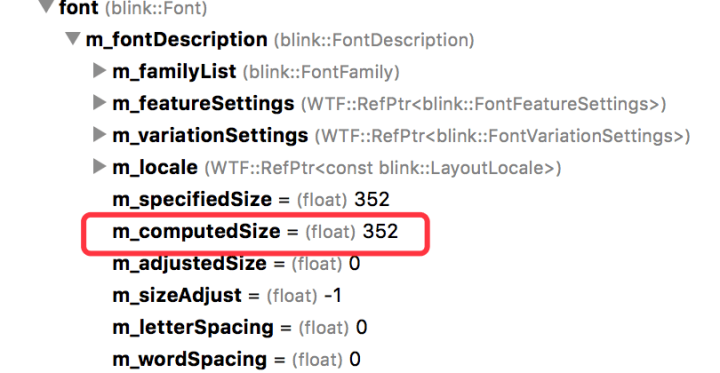 font (blink::Font)
m_fontDescription (blink::FontDescription)
m_familyList (blink::FontFamily)
m_featureSettings (WTF::RefPtr<blink::FontFeatureSettings>)
m_variationSettings (WTF::RefPtr<blink::FontVariationSettings>)
m_locale (WTF::RefPtr<const blink::LayoutLocale>)
m_specifiedSize = (float) 352
m_computedSize = (float) 352
m_adjustedSize = (float) 0
m_sizeAdjust = (float) -1
m_letterSpacing = (float) 0
m_wordSpacing = (float) 0